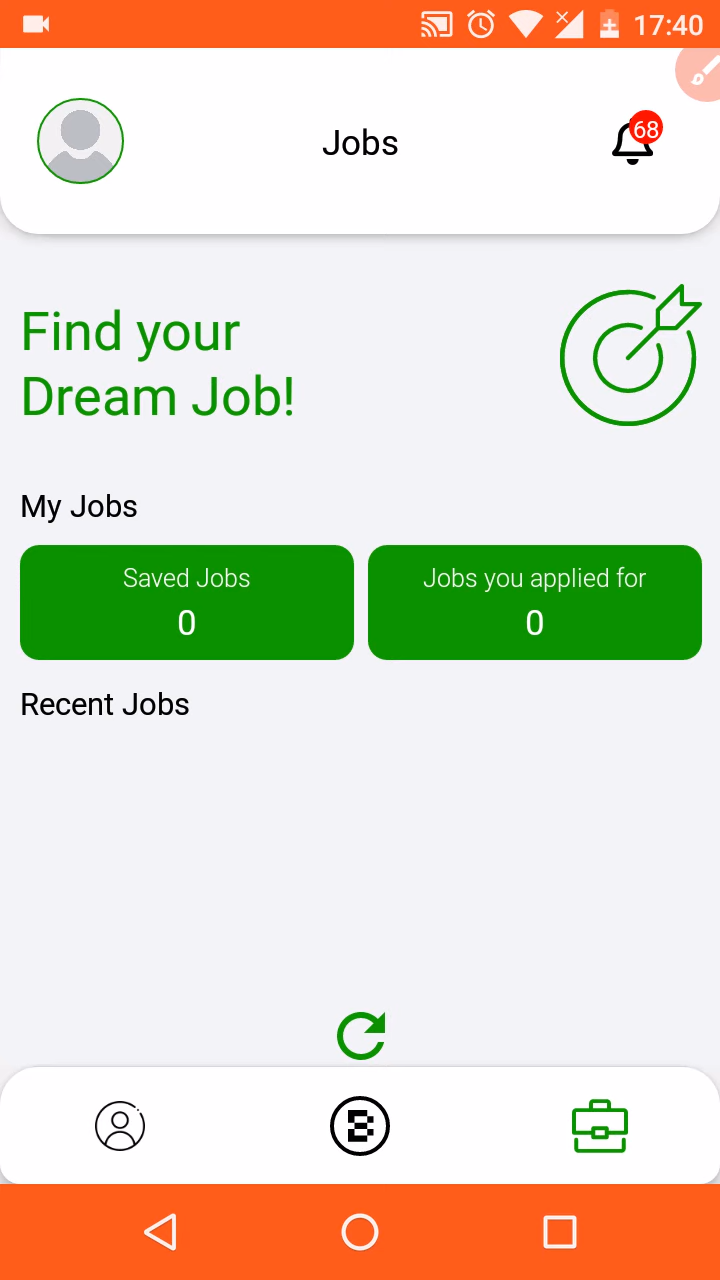 17:40
Jobs
68
Find your
Dream Job!
My Jobs
Saved Jobs
0
Jobs you applied for
0
Recent Jobs
B